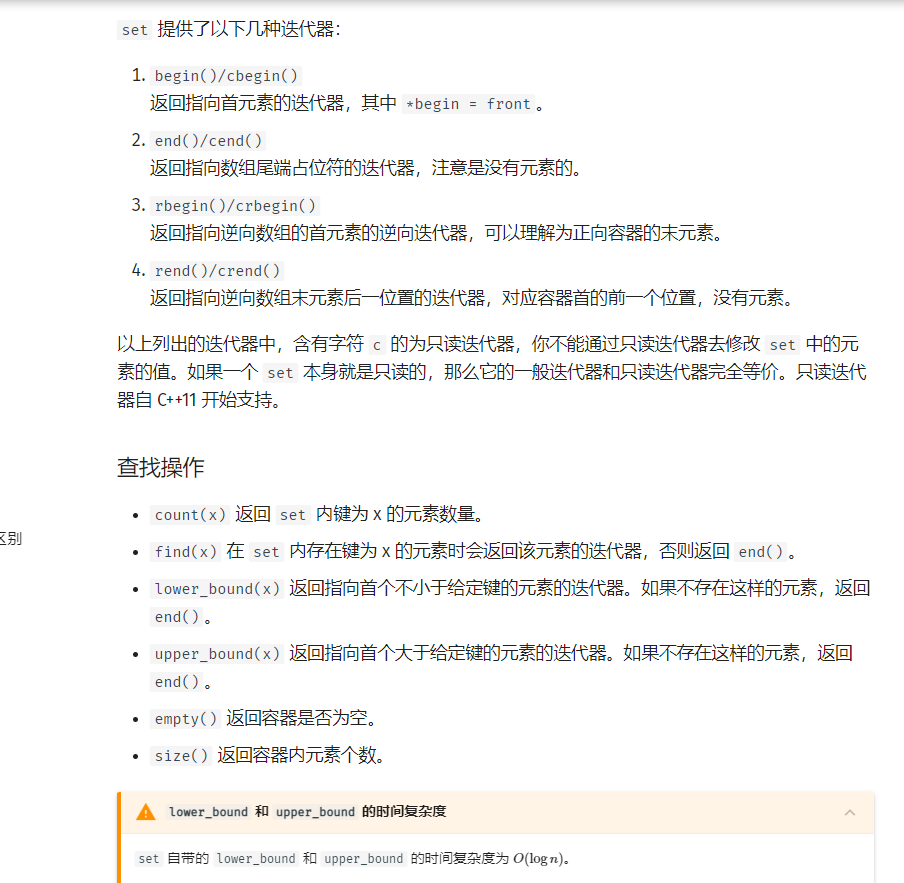 set 提供了以下几种迭代器：
1. begin()/cbegin()
返回指向首元素的迭代器，其中 *begin = front。
2. end()/cend()
返回指向数组尾端占位符的迭代器，注意是没有元素的。
3. rbegin()/crbegin()
返回指向逆向数组的首元素的逆向迭代器，可以理解为正向容器的末元素。
4. rend()/crend()
返回指向逆向数组末元素后一位置的迭代器，对应容器首的前一个位置，没有元素。
以上列出的迭代器中，含有字符 c 的为只读迭代器，你不能通过只读迭代器去修改 set 中的元
素的值。如果一个 set 本身就是只读的，那么它的一般迭代器和只读迭代器完全等价。只读迭代
器自 C++11 开始支持。
查找操作
• count(x) 返回 set 内键为 x 的元素数量。
区别
• find(x) 在 set 内存在键为 x 的元素时会返回该元素的迭代器，否则返回 end()。
• lower_bound(x) 返回指向首个不小于给定键的元素的迭代器。如果不存在这样的元素，返回
end()。
• upper_bound(x) 返回指向首个大于给定键的元素的迭代器。如果不存在这样的元素，返回
end()。
• empty() 返回容器是否为空。
• size() 返回容器内元素个数。
lower_bound 和 upper_bound 的时间复杂度
set 自带的 lower_bound 和 upper_bound 的时间复杂度为 O(log n)。